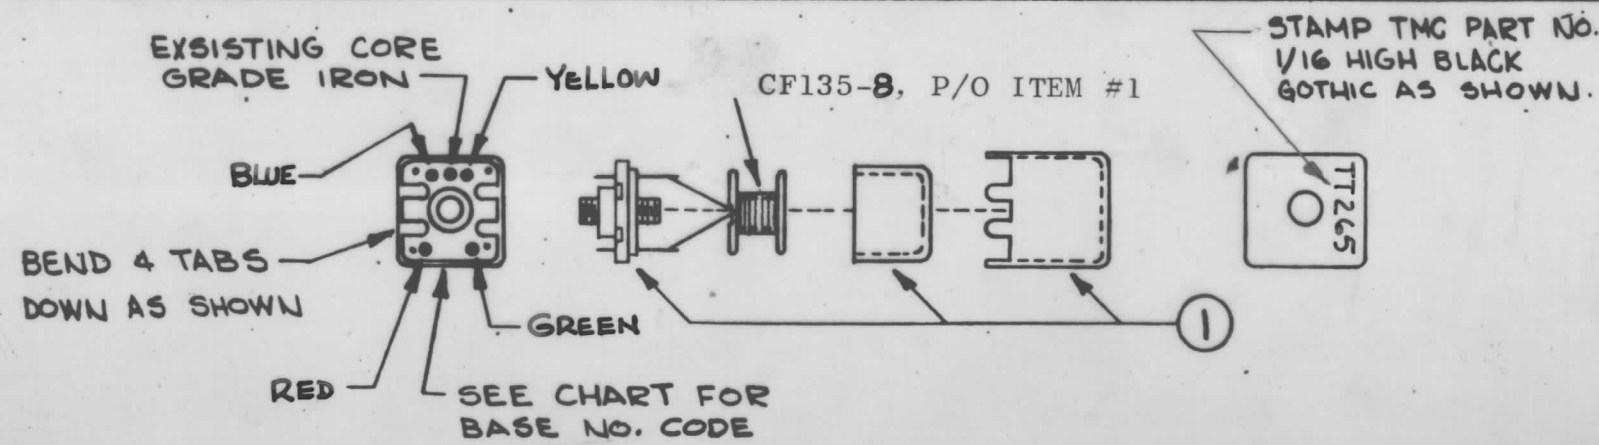 EXSISTING CORE
GRADE IRON
YELLOW
BLUE
BEND 4 TABS
DOWN AS SHOWN
RED
GREEN
SEE CHART FOR
BASE NO. CODE
CF135-8, P/O ITEM #1
1
STAMP TMC PART NO.
1/16 HIGH BLACK
GOTHIC AS SHOWN.
TT265